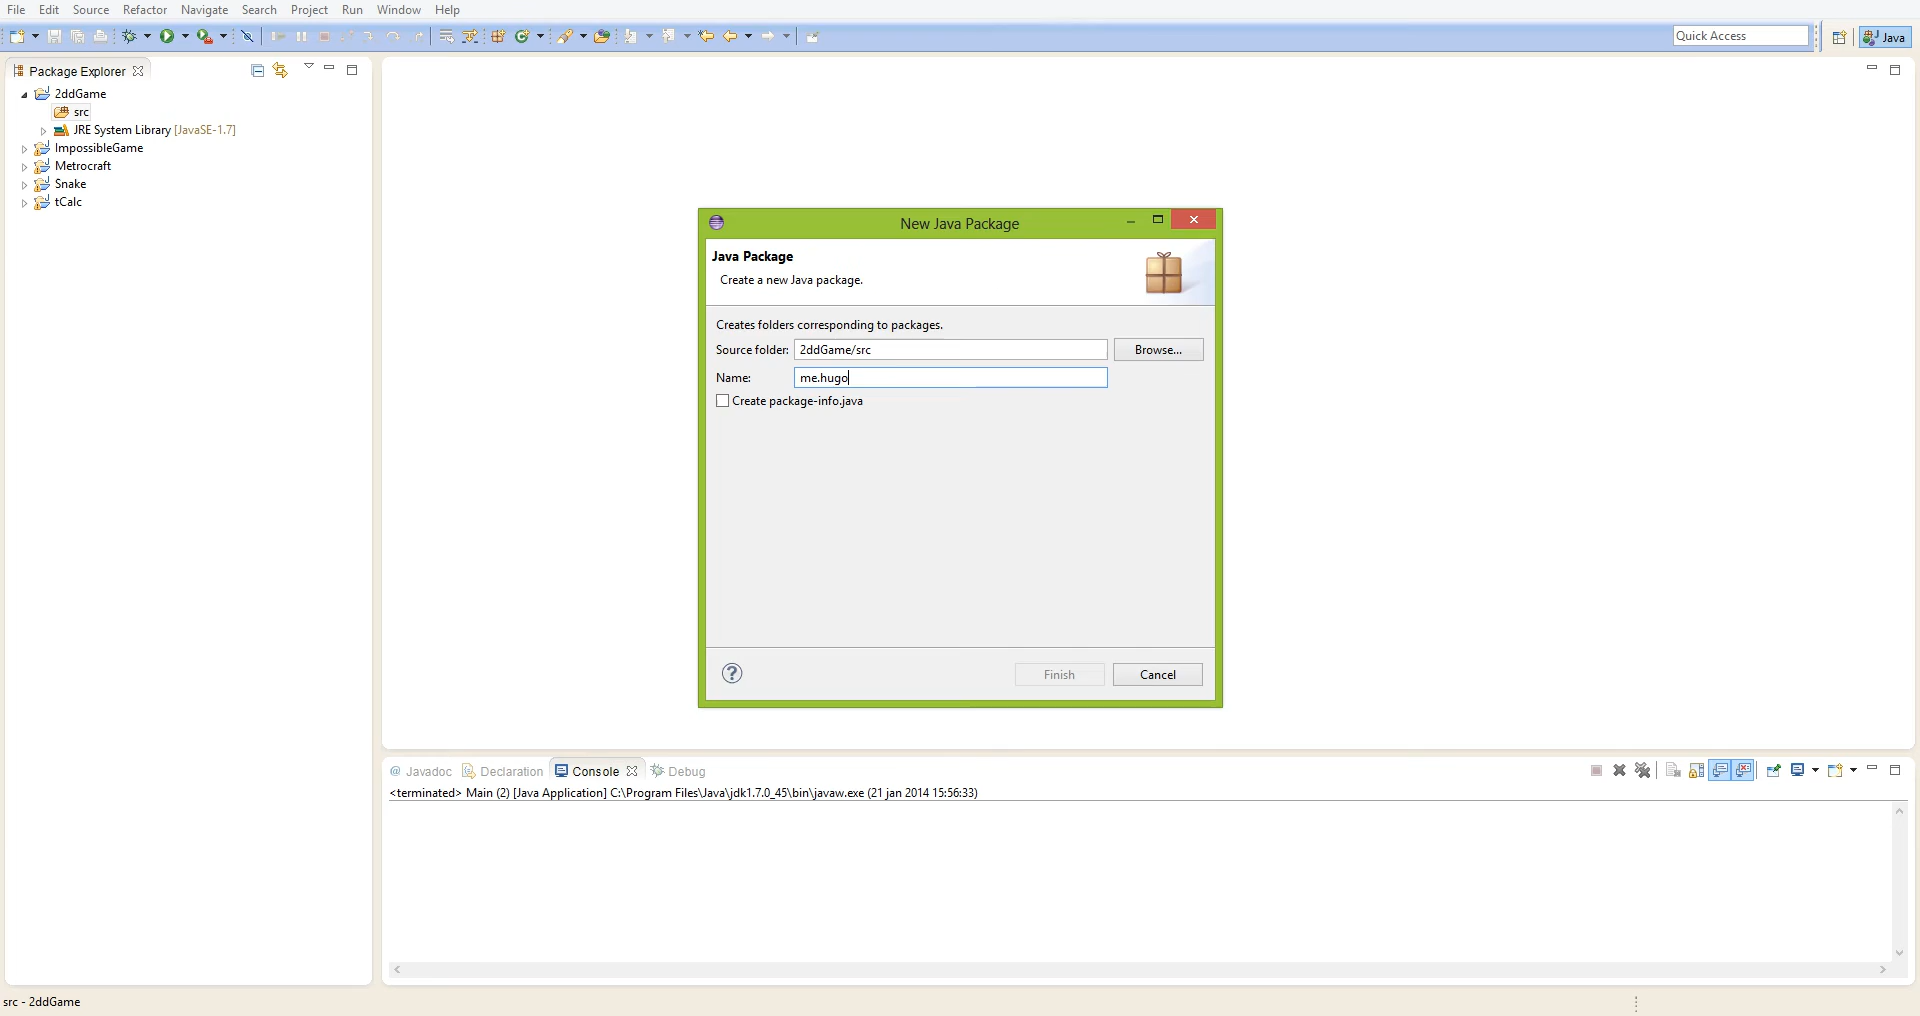 File Edit Source Refactor Navigate Search Project Run Window Help
Quick Access
Java
Package Explorer
2ddGame
src
JRE System Library [JavaSE-1.7]
ImpossibleGame
Metrocraft
Snake
tCalc
New Java Package
Java Package
Create a new Java package.
Creates folders corresponding to packages.
Source folder: 2ddGame/src Browse...
Name: me.hugo
Create package-info.java
Finish Cancel
@ Javadoc Declaration Console Debug
<terminated> Main (2) [Java Application] C:\Program Files\Java\jdk1.7.0_45\bin\javaw.exe (21 jan 2014 15:56:33)
src - 2ddGame